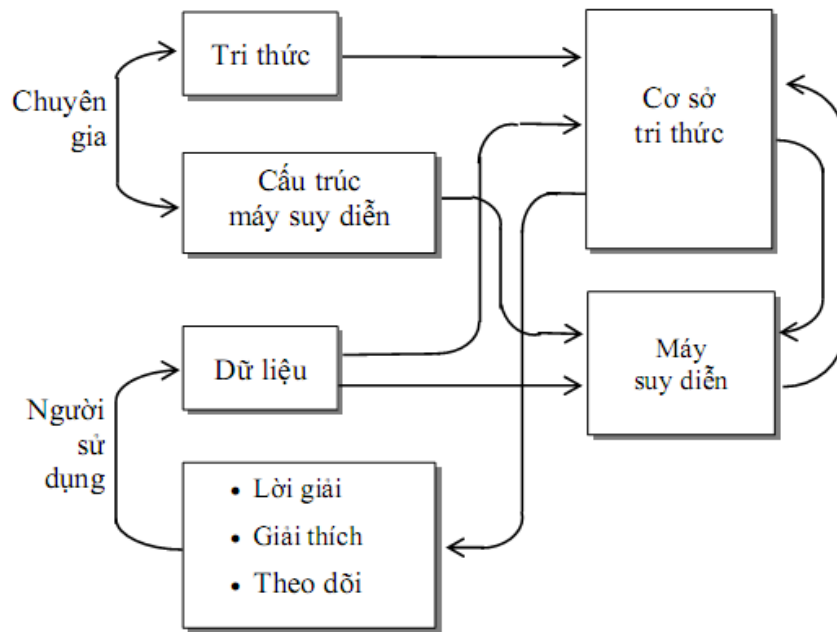 Tri thức
Chuyên
gia
Cấu trúc
máy suy diễn
Cơ sở
tri thức
Dữ liệu
Máy
suy diễn
Người
sử
dụng
• Lời giải
• Giải thích
• Theo dõi